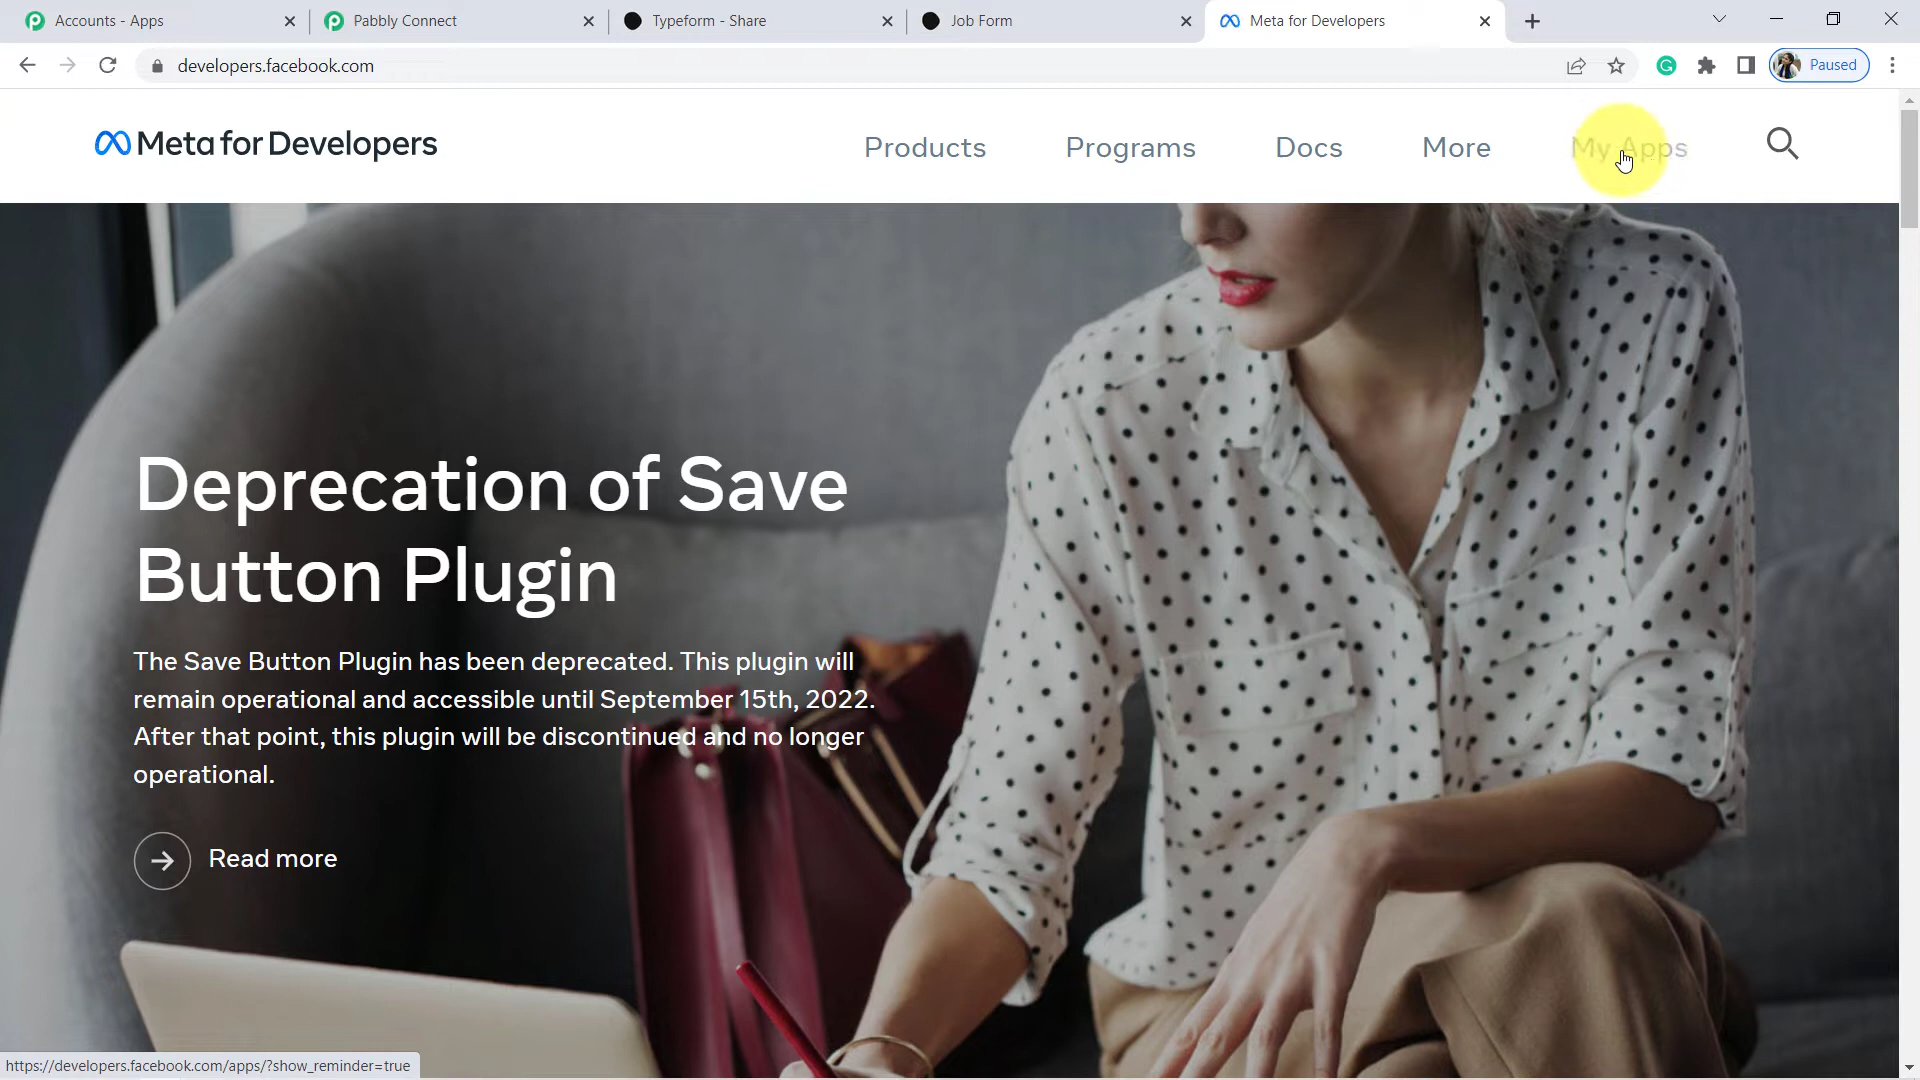 Accounts - Apps
Pabbly Connect
Typeform - Share
Job Form
Meta for Developers
developers.facebook.com
Paused
Meta for Developers
Products
Programs
Docs
More
My Apps
Deprecation of Save
Button Plugin
The Save Button Plugin has been deprecated. This plugin will
remain operational and accessible until September 15th, 2022.
After that point, this plugin will be discontinued and no longer
operational.
Read more
https://developers.facebook.com/apps/?show_reminder=true